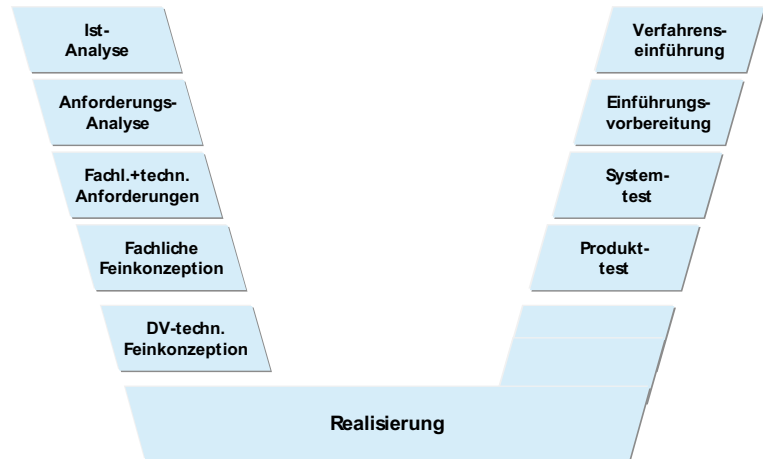 Ist-
Analyse
Anforderungs-
Analyse
Fachl.+techn.
Anforderungen
Fachliche
Feinkonzeption
DV-techn.
Feinkonzeption
Realisierung
Verfahrens-
einführung
Einführungs-
vorbereitung
System-
test
Produkt-
test